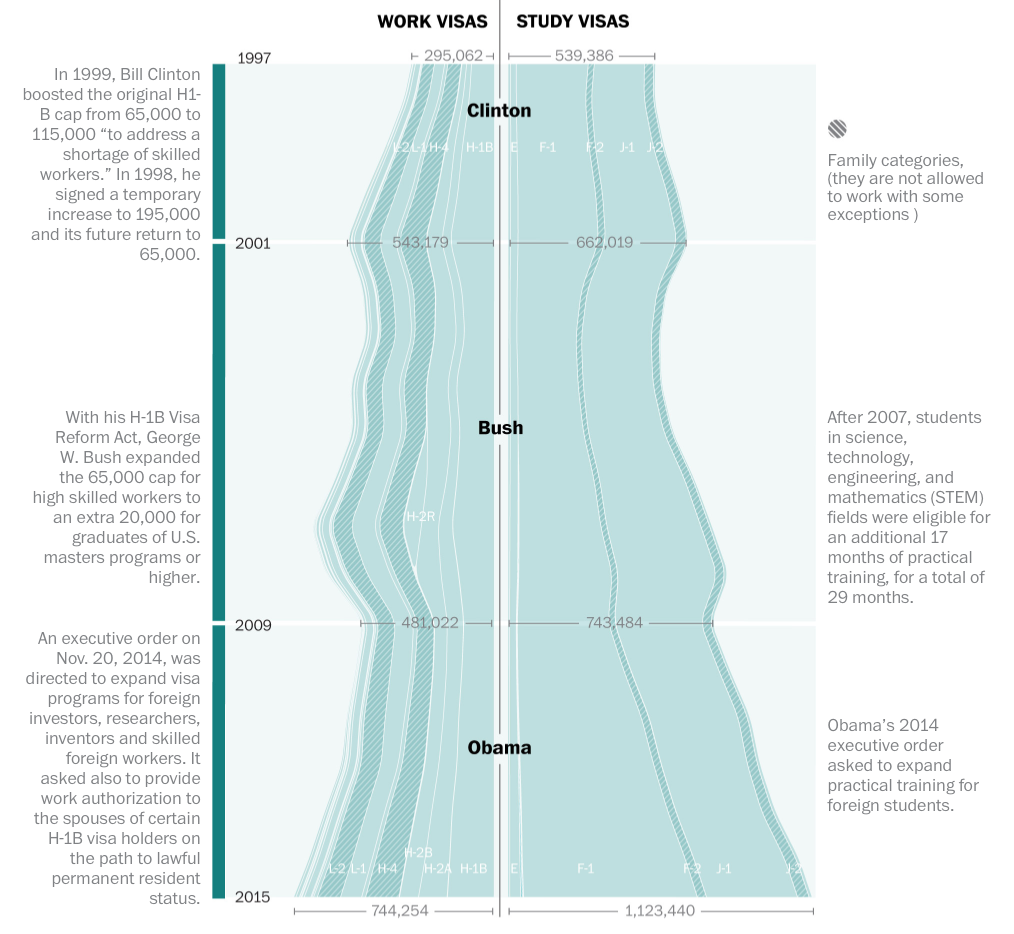 WORK VISAS
STUDY VISAS
295,062
539,386
1997
In 1999, Bill Clinton
boosted the original H1-
B cap from 65,000 to
115,000 “to address a
shortage of skilled
workers.” In 1998, he
signed a temporary
increase to 195,000
and its future return to
65,000.
Clinton
L-2
L-1
H-4
H-1B
E
F-1
F-2
J-1
J-2
Family categories,
(they are not allowed
to work with some
exceptions )
2001
543,179
662,019
With his H-1B Visa
Reform Act, George
W. Bush expanded
the 65,000 cap for
high skilled workers to
an extra 20,000 for
graduates of U.S.
masters programs or
higher.
Bush
H-2R
After 2007, students
in science,
technology,
engineering, and
mathematics (STEM)
fields were eligible for
an additional 17
months of practical
training, for a total of
29 months.
2009
481,022
743,484
An executive order on
Nov. 20, 2014, was
directed to expand visa
programs for foreign
investors, researchers,
inventors and skilled
foreign workers. It
asked also to provide
work authorization to
the spouses of certain
H-1B visa holders on
the path to lawful
permanent resident
status.
Obama
Obama’s 2014
executive order
asked to expand
practical training for
foreign students.
H-2B
L-2
L-1
H-4
H-2A
H-1B
E
F-1
F-2
J-1
J-2
2015
744,254
1,123,440